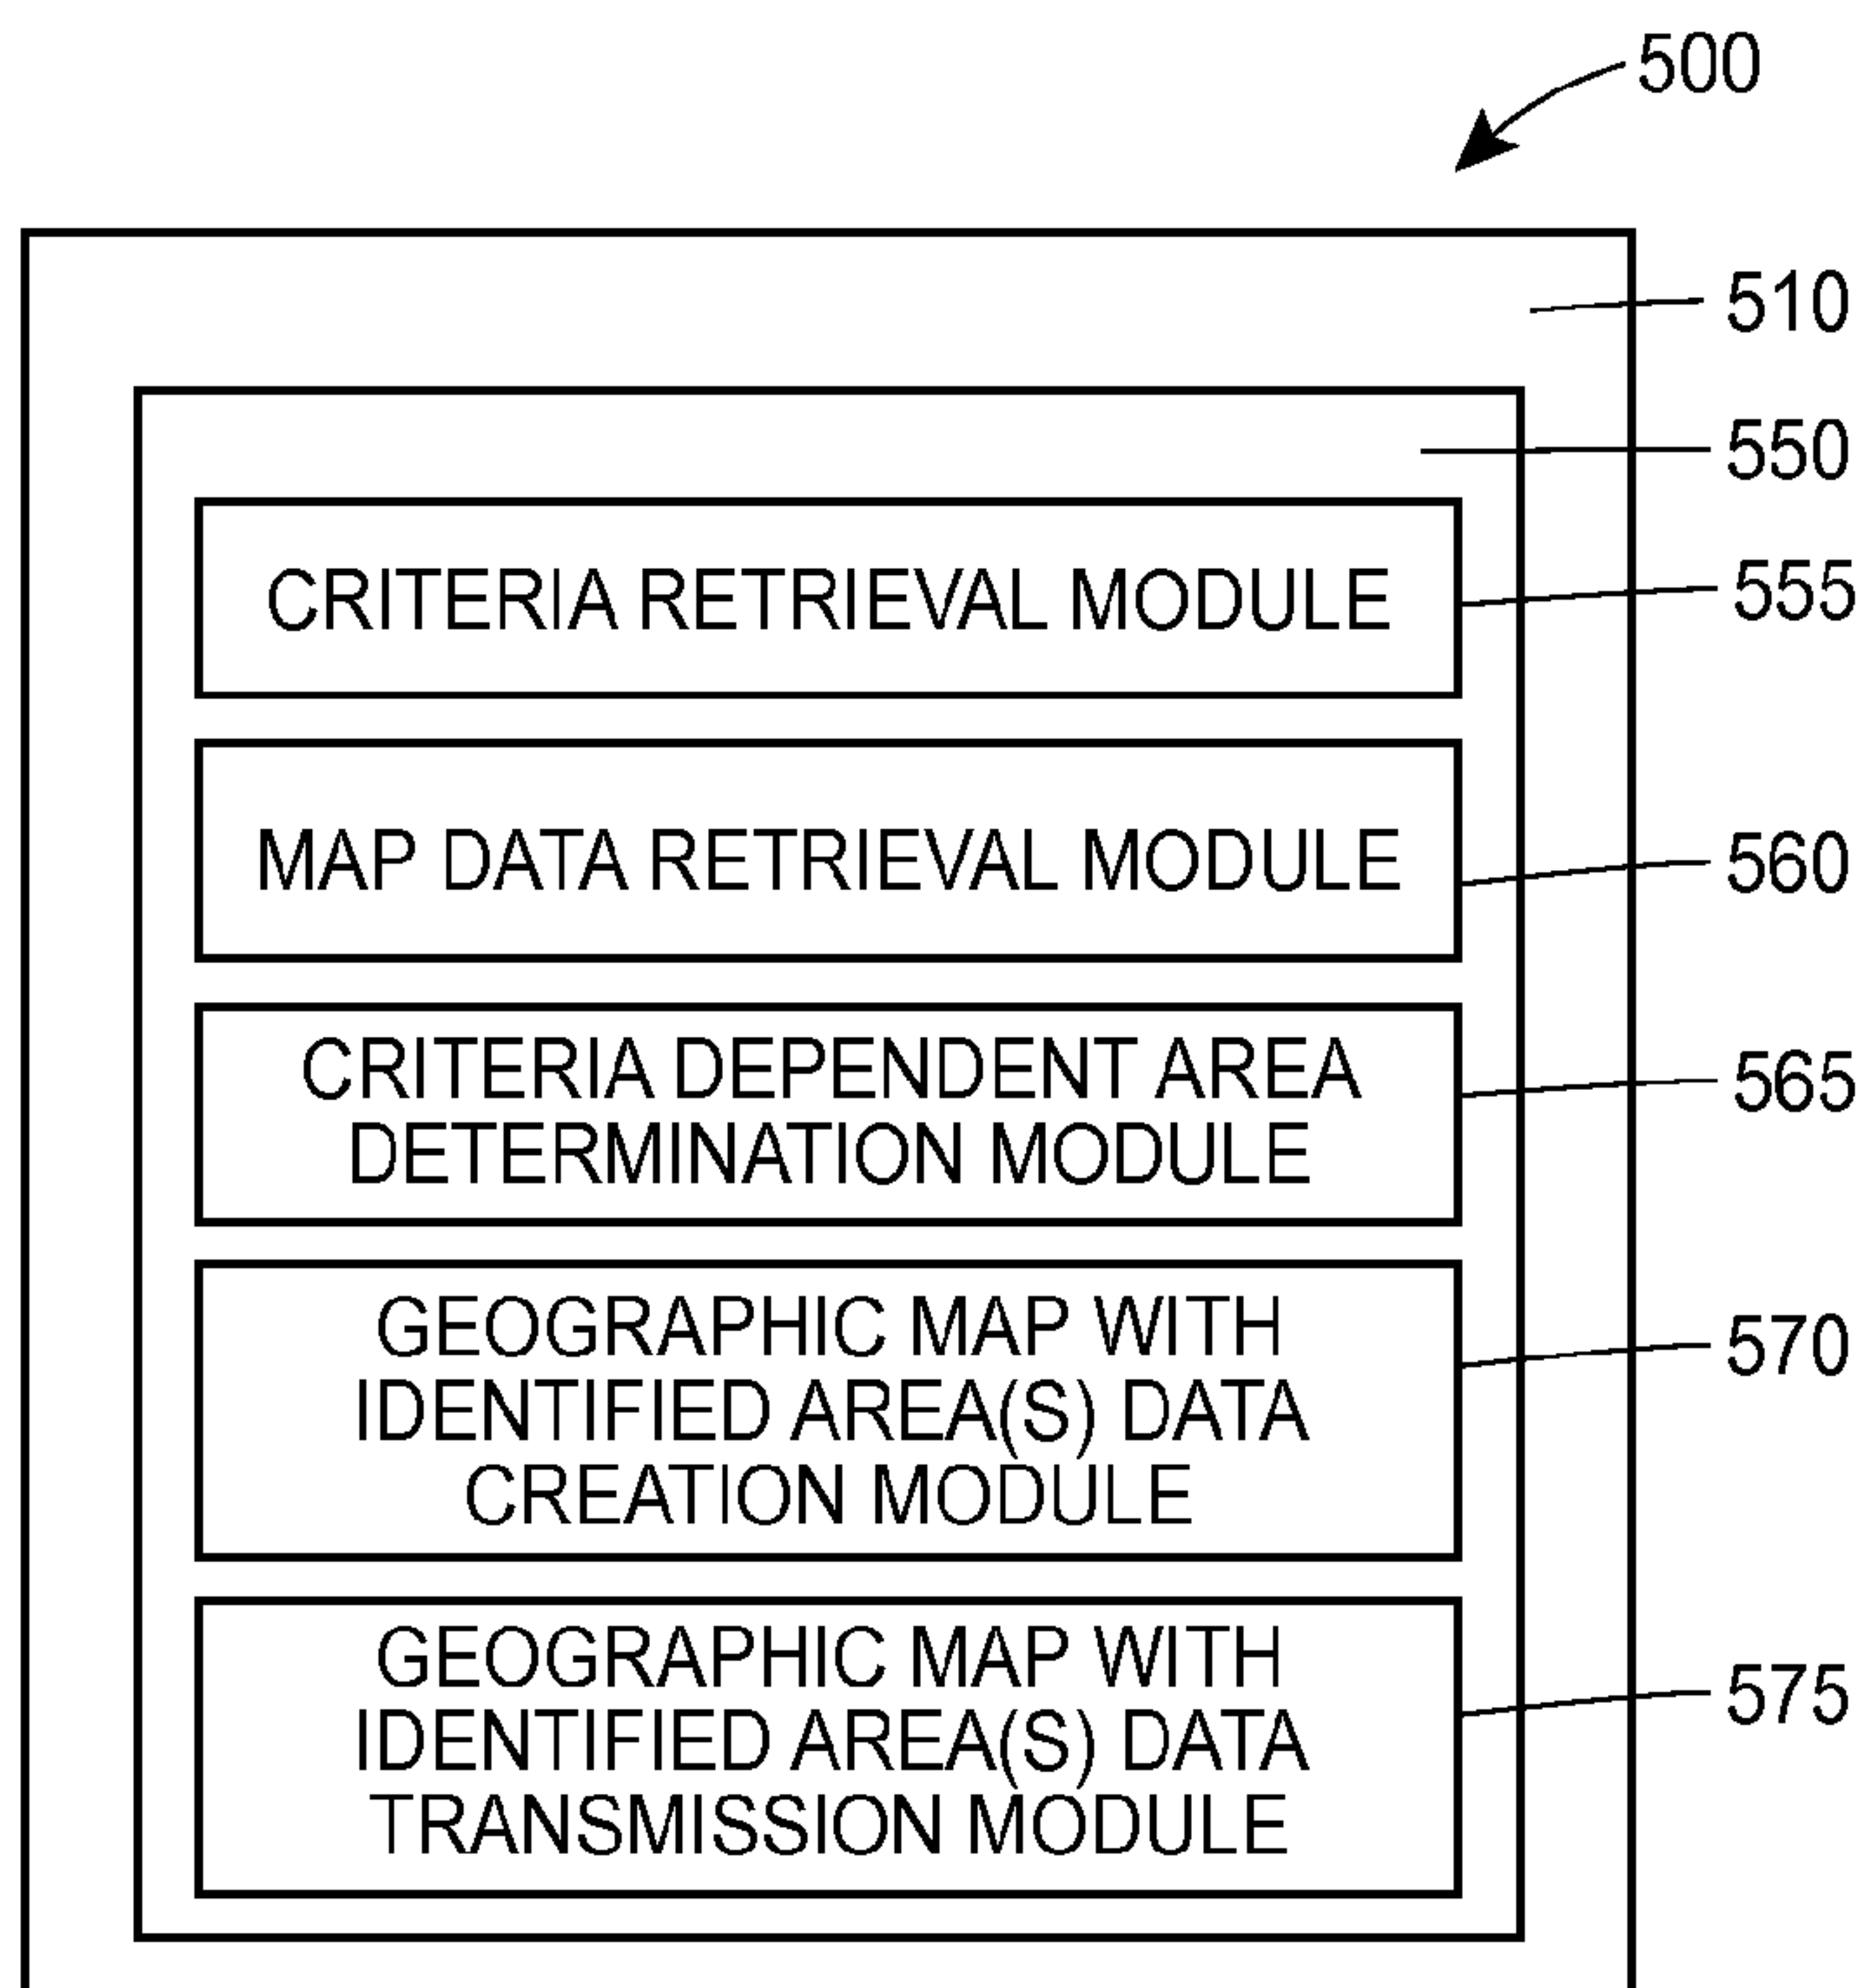 500
510
550
CRITERIA RETRIEVAL MODULE
555
MAP DATA RETRIEVAL MODULE
560
CRITERIA DEPENDENT AREA
DETERMINATION MODULE
565
GEOGRAPHIC MAP WITH
IDENTIFIED AREA(S) DATA
CREATION MODULE
570
GEOGRAPHIC MAP WITH
IDENTIFIED AREA(S) DATA
TRANSMISSION MODULE
575